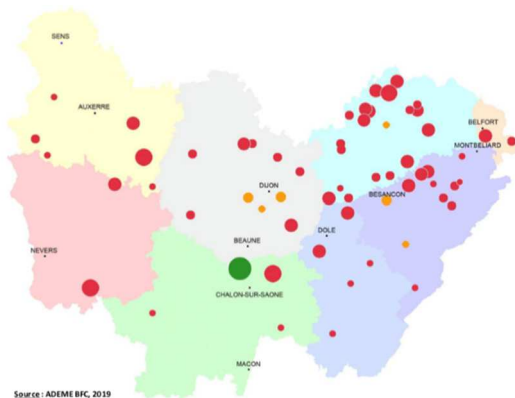 SENS
AUXERRE
BELFORT
MONTBELIARD
DIJON
BESANCON
DOLE
NEVERS
BEAUNE
CHALON-SUR-SAONE
MACON
Source : ADEME BFC, 2019